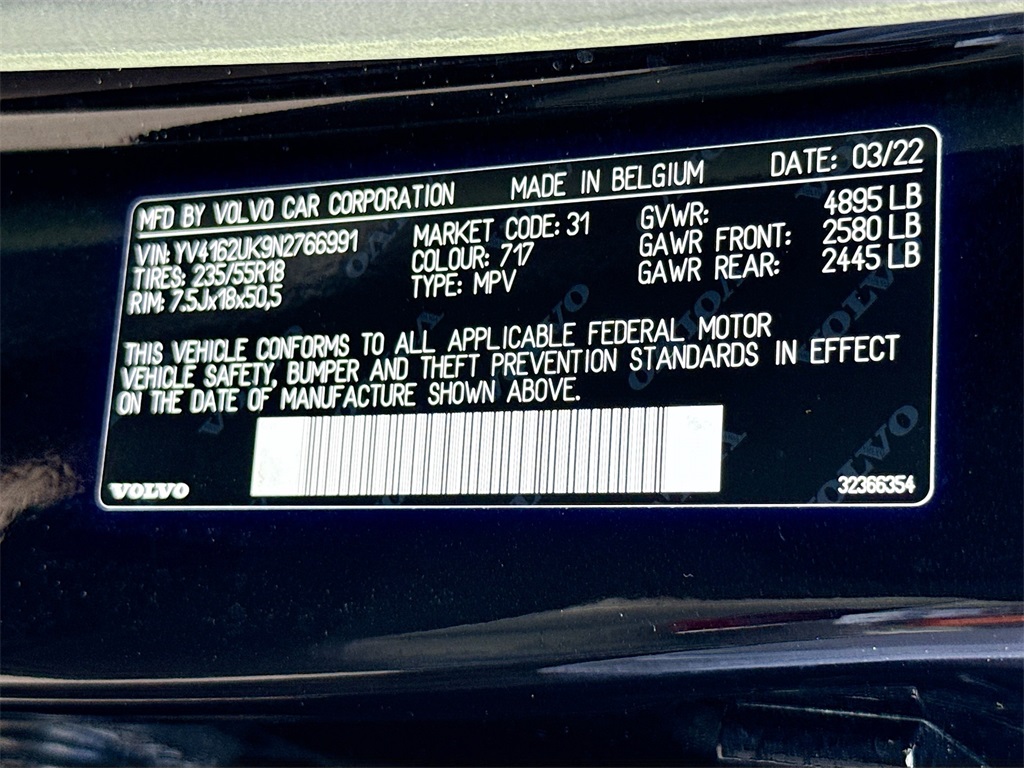 MFD BY VOLVO CAR CORPORATION MADE IN BELGIUM DATE: 03/22
VIN: YV4162UK9N2766991 MARKET CODE: 31 GVWR: 4895 LB
TIRES: 235/55R18 COLOUR: 717 GAWR FRONT: 2580 LB
RIM: 7.5Jx18x50,5 TYPE: MPV GAWR REAR: 2445 LB
THIS VEHICLE CONFORMS TO ALL APPLICABLE FEDERAL MOTOR
VEHICLE SAFETY, BUMPER AND THEFT PREVENTION STANDARDS IN EFFECT
ON THE DATE OF MANUFACTURE SHOWN ABOVE.
VOLVO 32366354